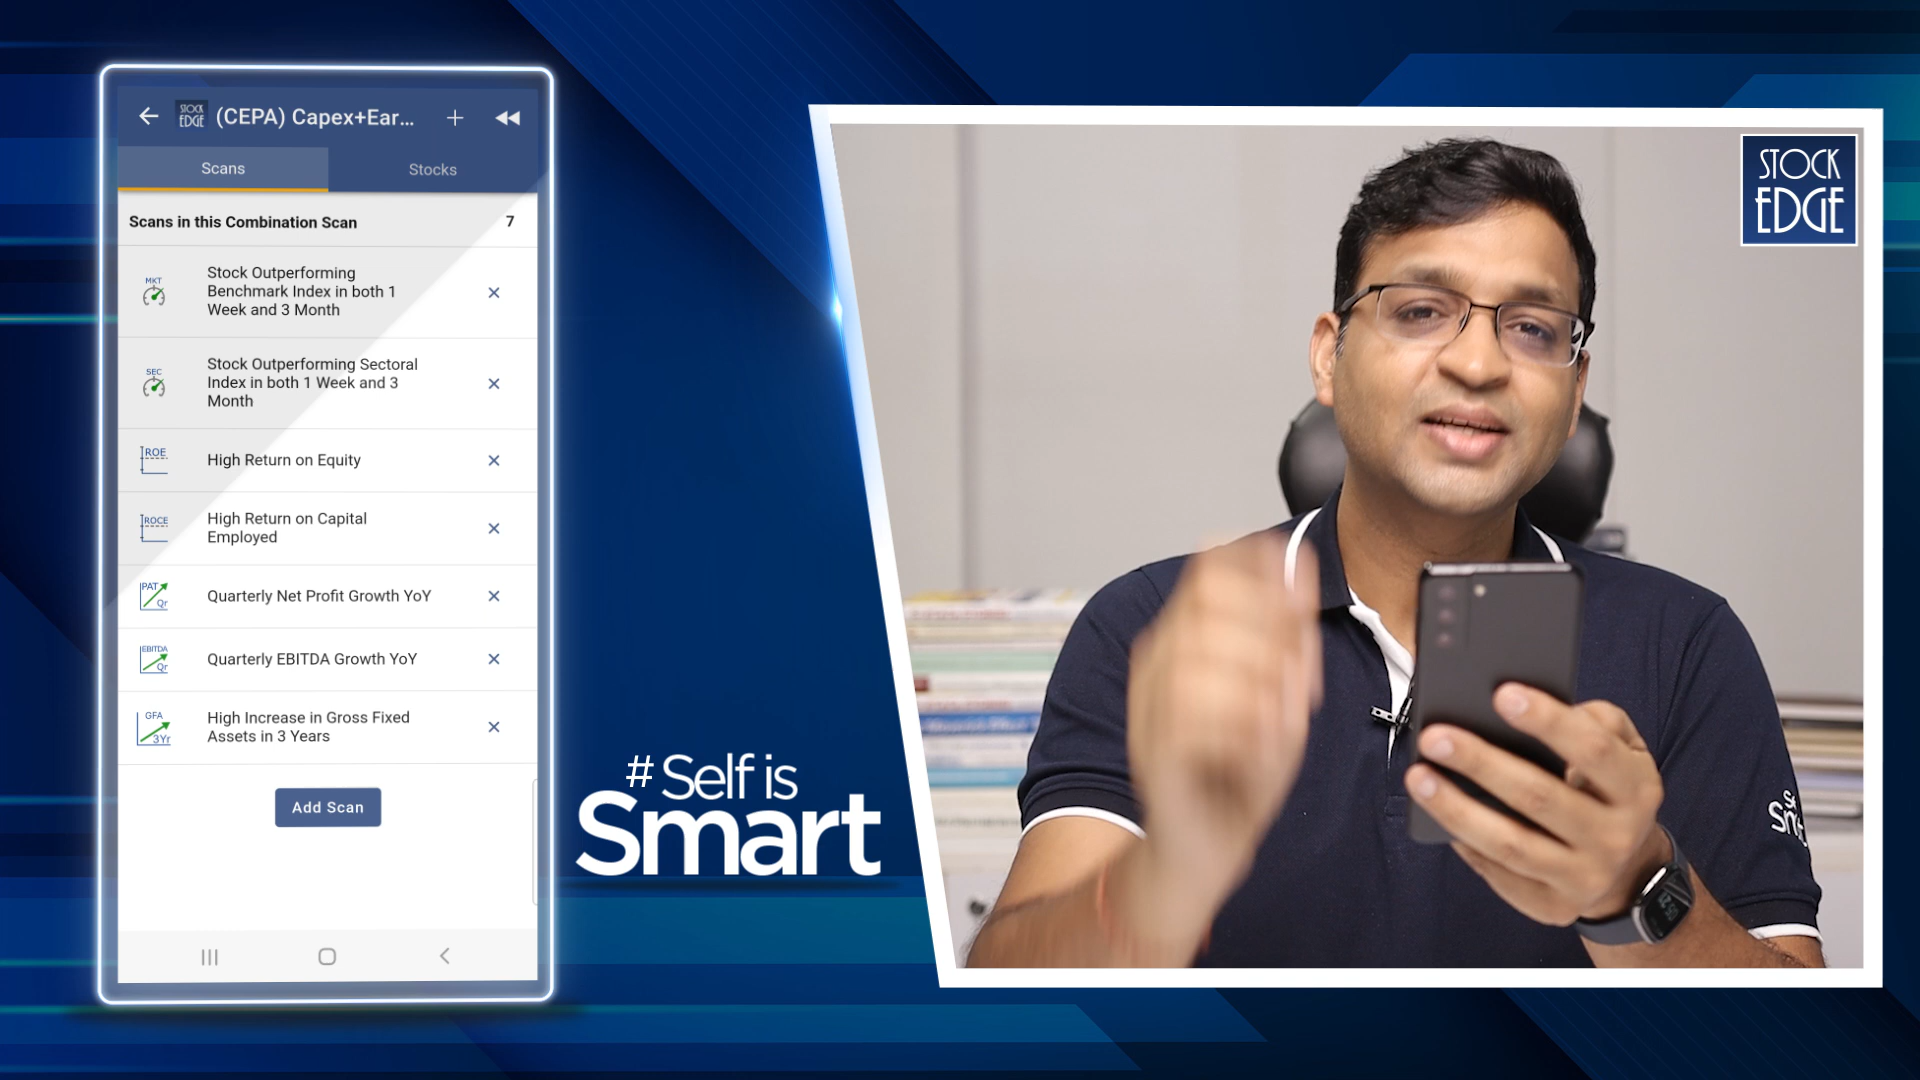 STOCK
EDGE
(CEPA) Capex+Ear...
Scans
Stocks
Scans in this Combination Scan
7
MKT
Stock Outperforming
Benchmark Index in both 1
Week and 3 Month
SEC
Stock Outperforming Sectoral
Index in both 1 Week and 3
Month
ROE
High Return on Equity
ROCE
High Return on Capital
Employed
PAT
Qr
Quarterly Net Profit Growth YoY
EBITDA
Qr
Quarterly EBITDA Growth YoY
GFA
3Yr
High Increase in Gross Fixed
Assets in 3 Years
Add Scan
# Self is
Smart
STOCK
EDGE